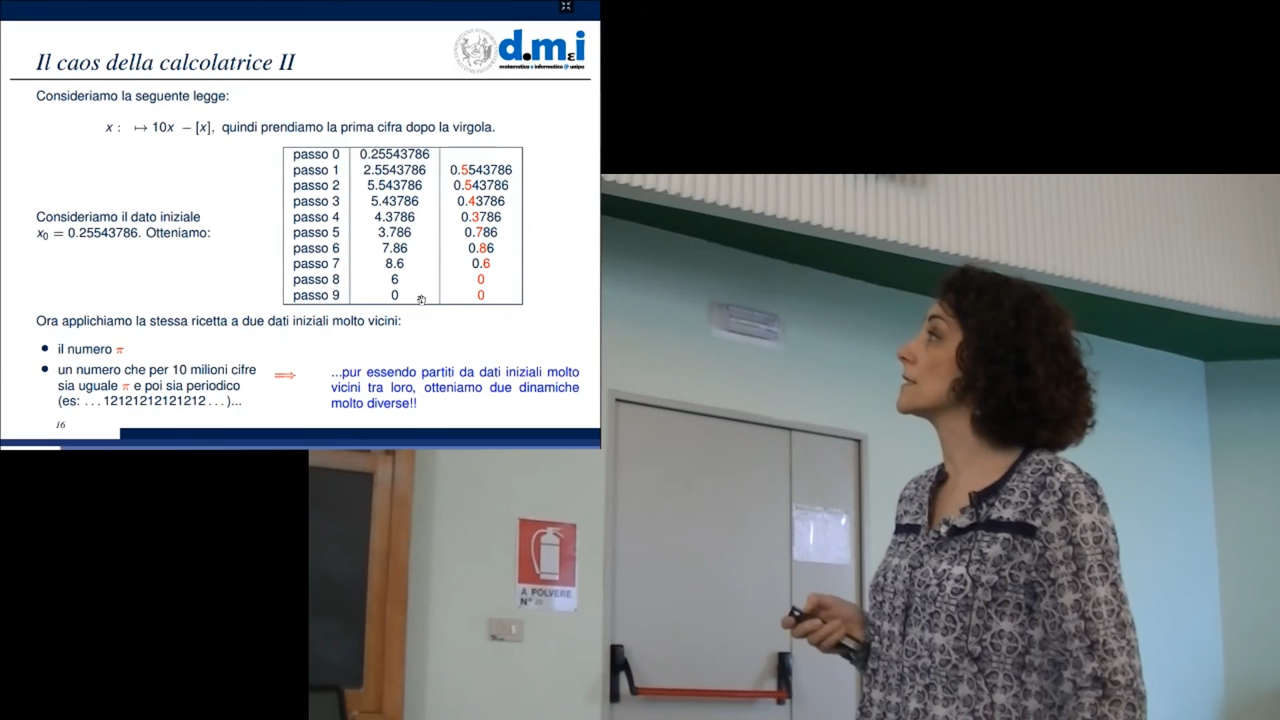 Il caos della calcolatrice II
d.mεi
matematica e informatica @ unipa
Consideriamo la seguente legge:
x : ↦ 10x − [x], quindi prendiamo la prima cifra dopo la virgola.
Consideriamo il dato iniziale
x0 = 0.25543786. Otteniamo:
passo 0 0.25543786
passo 1 2.5543786 0.5543786
passo 2 5.543786 0.543786
passo 3 5.43786 0.43786
passo 4 4.3786 0.3786
passo 5 3.786 0.786
passo 6 7.86 0.86
passo 7 8.6 0.6
passo 8 6 0
passo 9 0 0
Ora applichiamo la stessa ricetta a due dati iniziali molto vicini:
• il numero π
• un numero che per 10 milioni cifre
sia uguale π e poi sia periodico
(es: . . . 12121212121212 . . . )...
⟹
...pur essendo partiti da dati iniziali molto
vicini tra loro, otteniamo due dinamiche
molto diverse!!
16
A POLVERE
N°